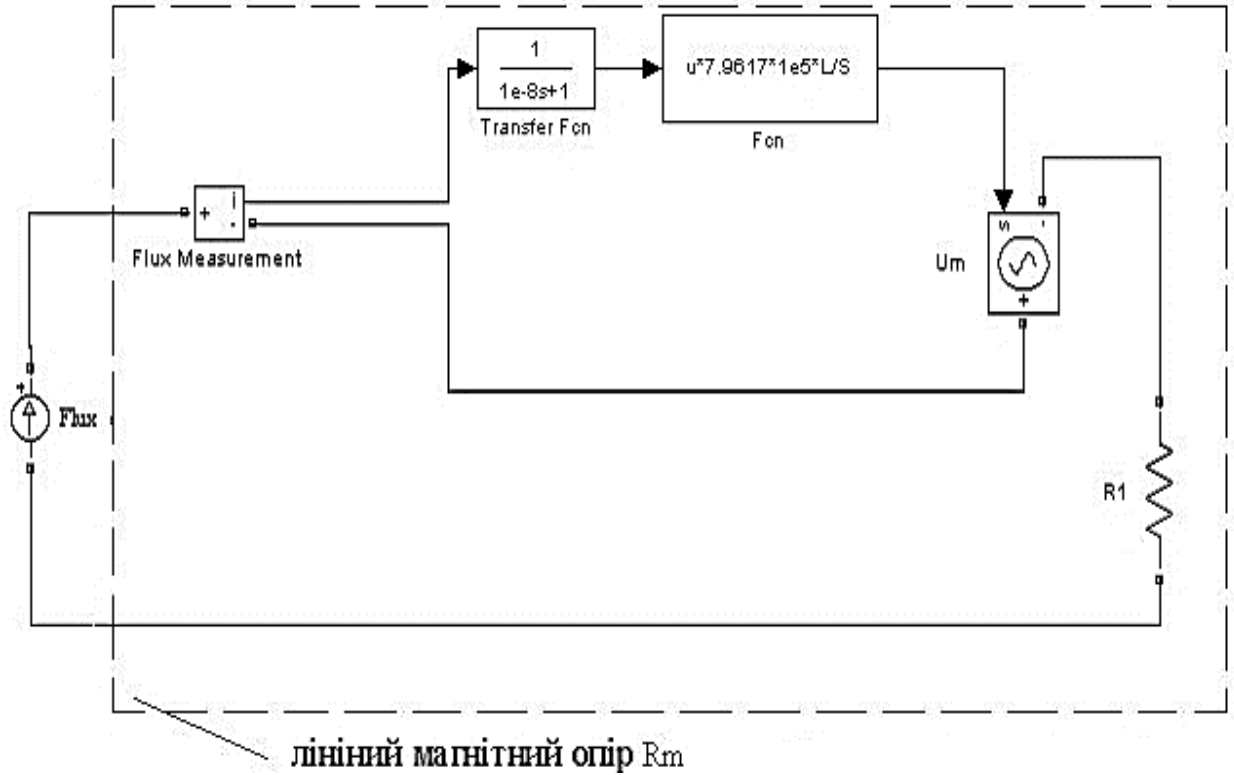 1
1e-8s+1
Transfer Fcn
u*7.9617*1e5*L/S
Fcn
+
i
-
Flux Measurement
s
-
+
Um
+
Flux
R1
лініний магнітний опір Rm